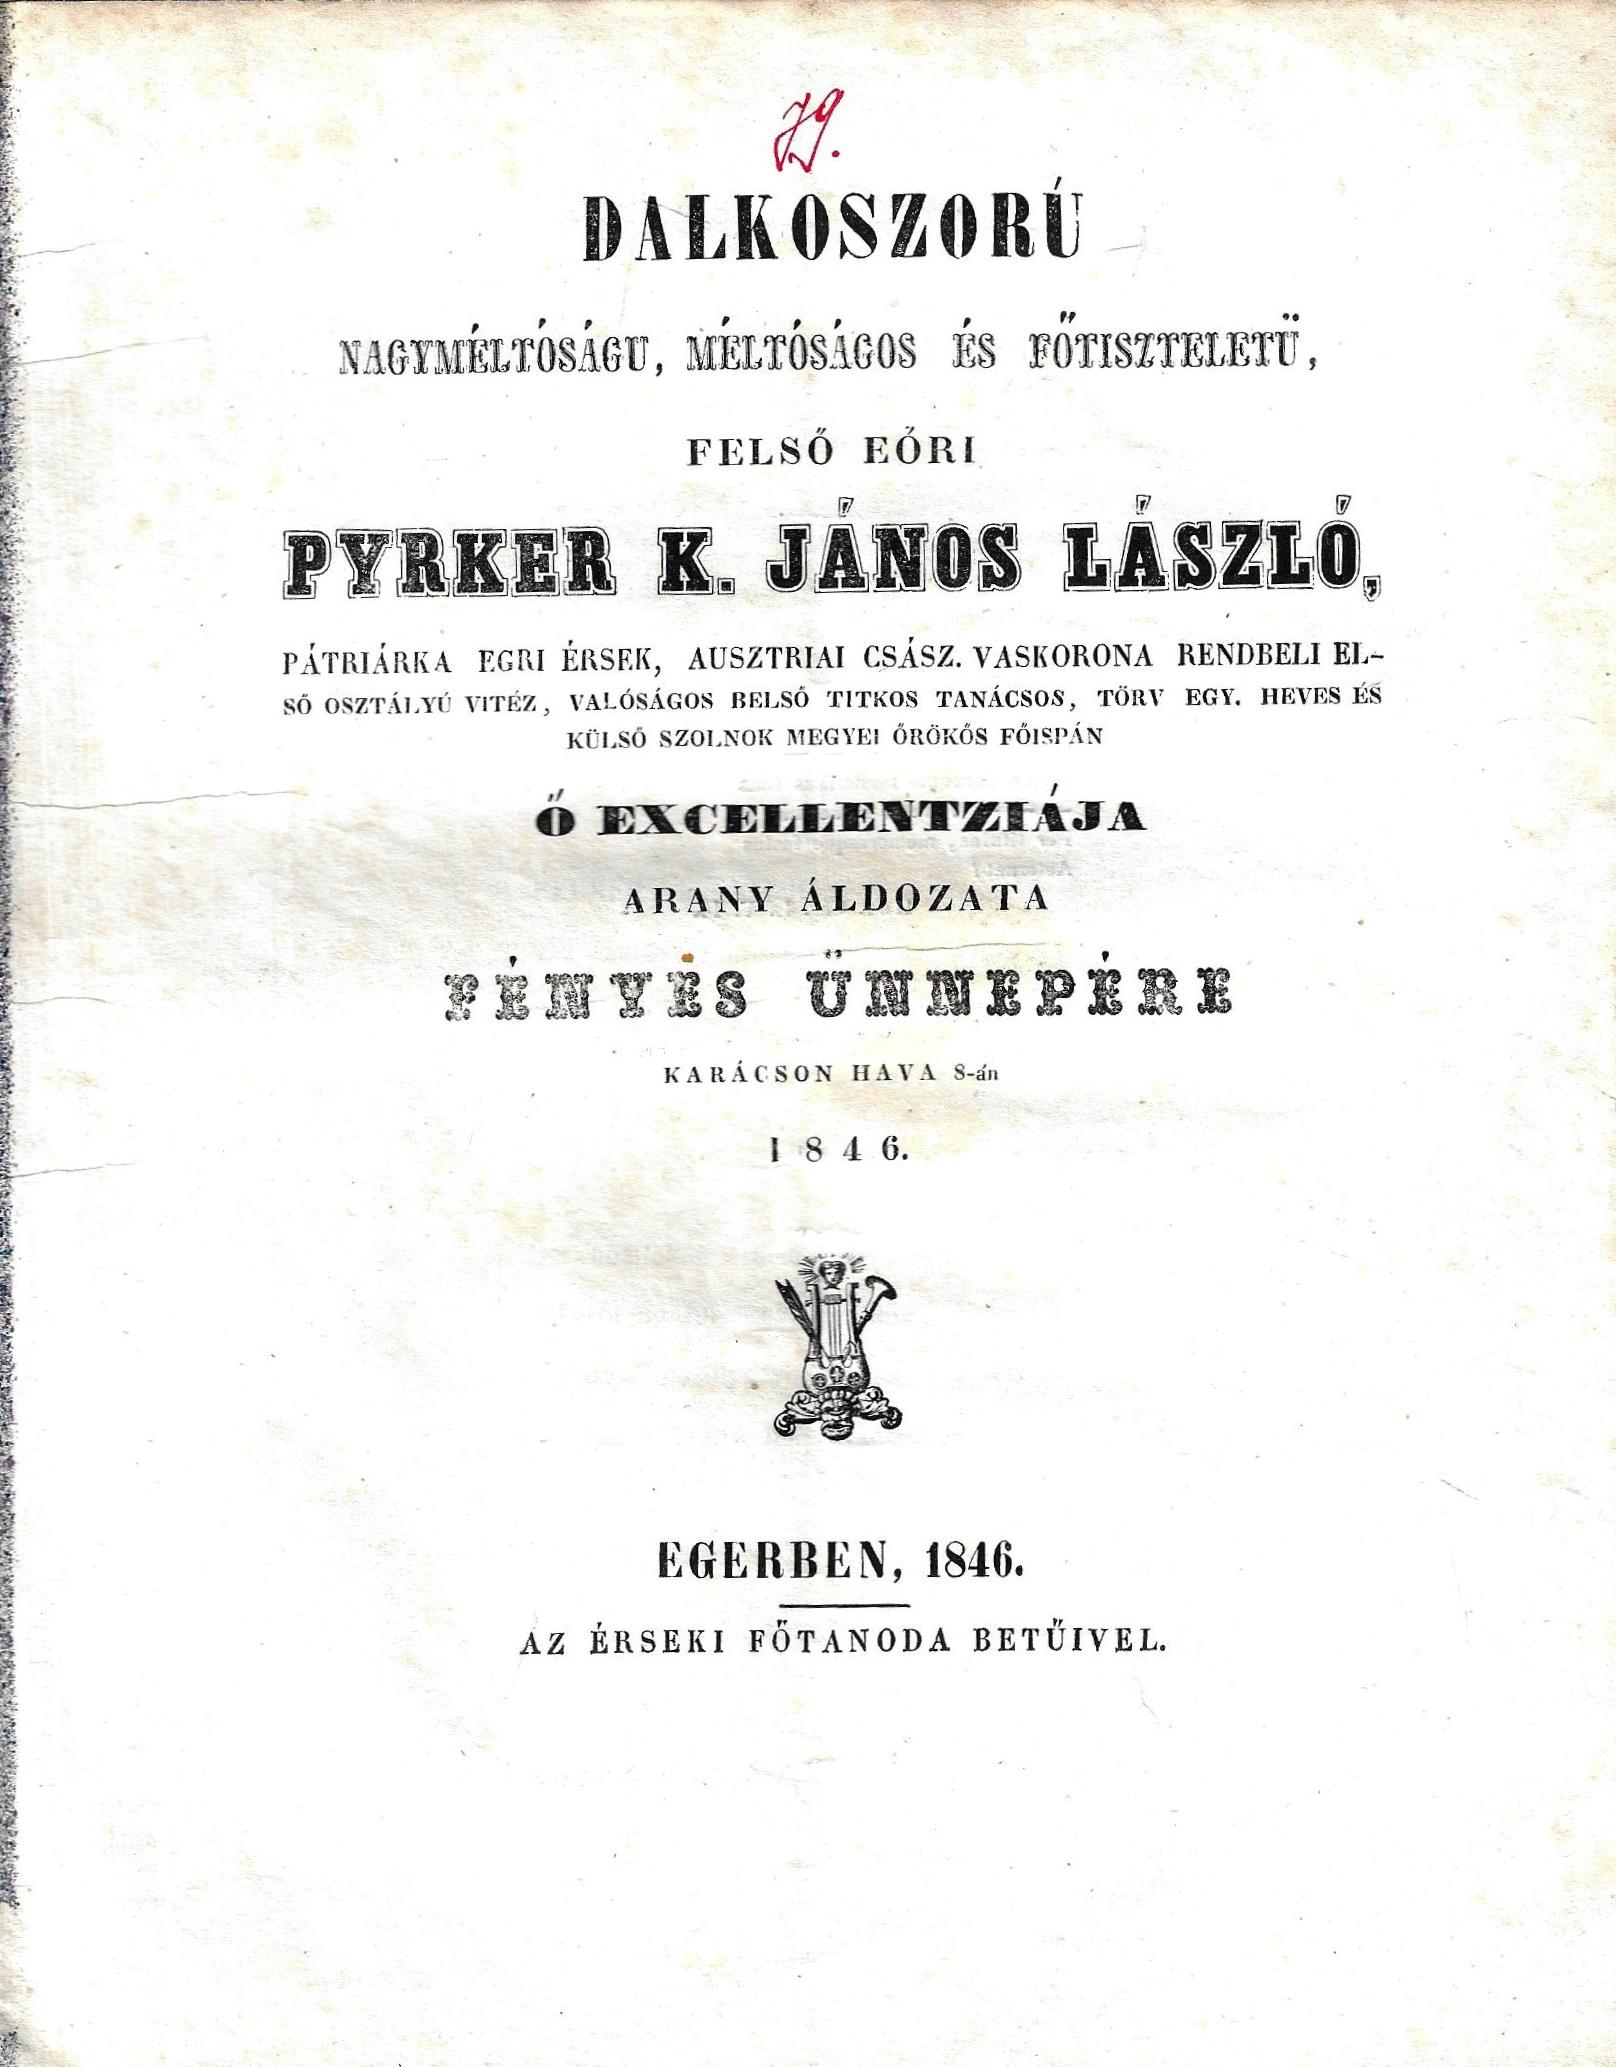 DALKOSZORÚ
NAGYMÉLTÓSÁGU, MÉLTÓSÁGOS ÉS FŐTISZTELETÜ,
FELSŐ EŐRI
PYRKER K. JÁNOS LÁSZLÓ,
PÁTRIÁRKA EGRI ÉRSEK, AUSZTRIAI CSÁSZ. VASKORONA RENDBELI EL-
SŐ OSZTÁLYÚ VITÉZ, VALÓSÁGOS BELSŐ TITKOS TANÁCSOS, TÖRV EGY. HEVES ÉS
KÜLSŐ SZOLNOK MEGYEI ŐRÖKŐS FŐISPÁN
Ő EXCELLENTZIÁJA
ARANY ÁLDOZATA
FÉNYES ÜNNEPÉRE
KARÁCSON HAVA 8-án
1846.
EGERBEN, 1846.
AZ ÉRSEKI FŐTANODA BETŰIVEL.